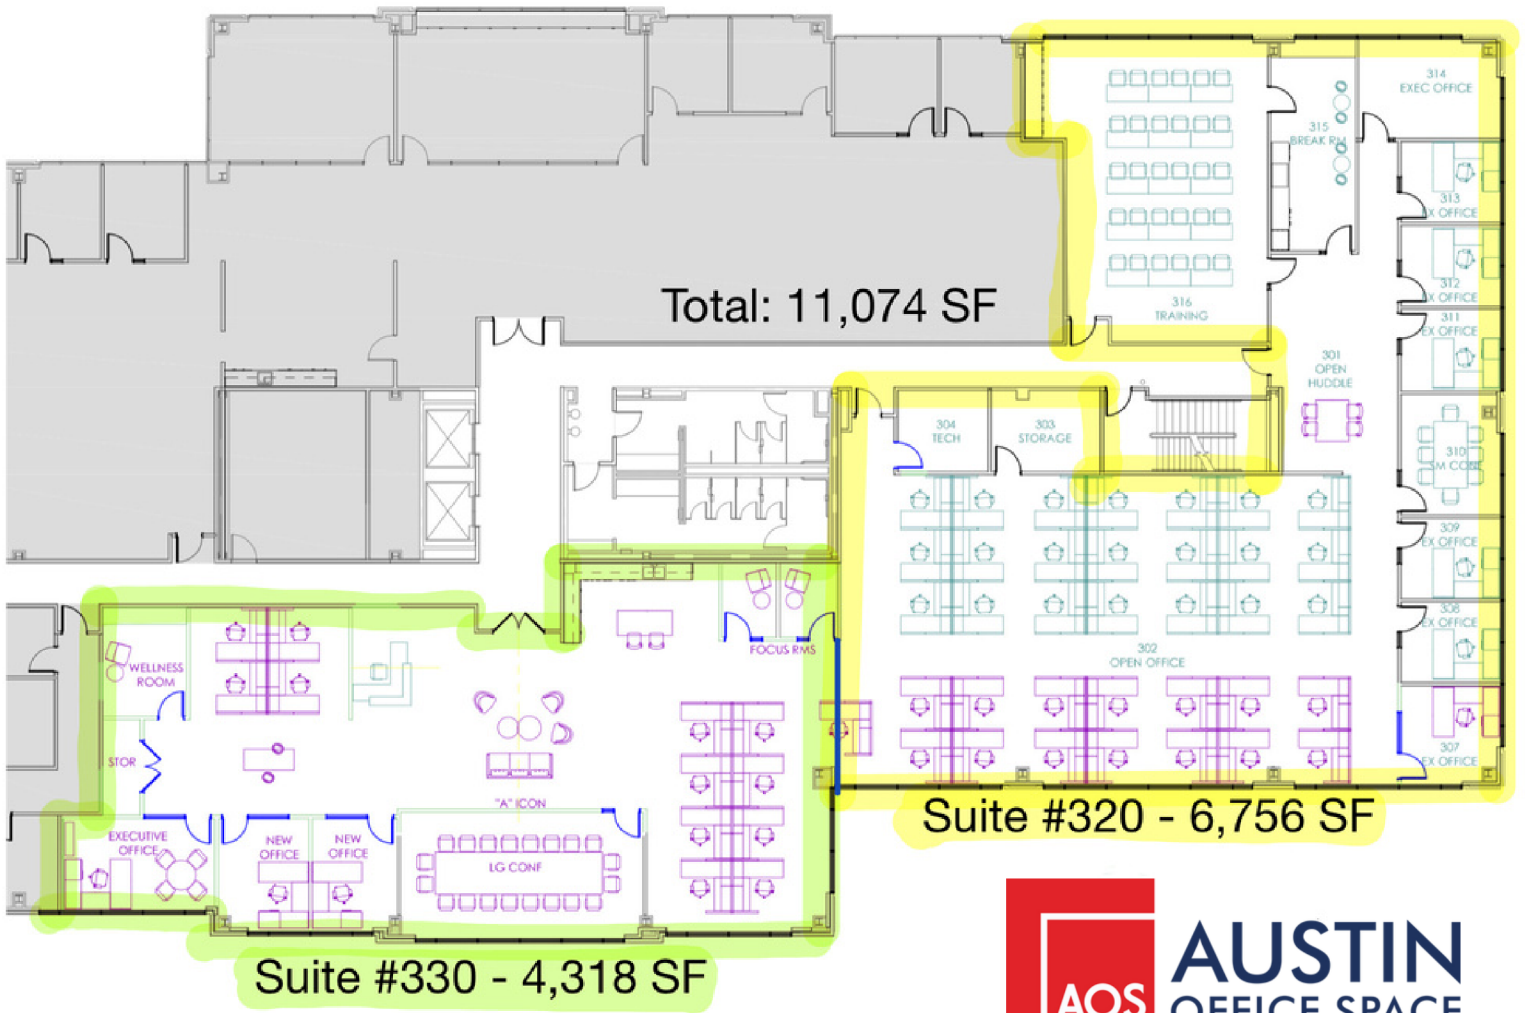 314
EXEC OFFICE
315
BREAK RM
313
EX OFFICE
312
EX OFFICE
Total: 11,074 SF
316
TRAINING
311
EX OFFICE
301
OPEN
HUDDLE
304
TECH
303
STORAGE
310
SM CONF
309
EX OFFICE
308
EX OFFICE
302
OPEN OFFICE
FOCUS RMS
WELLNESS
ROOM
STOR
307
EX OFFICE
"A" ICON
Suite #320 - 6,756 SF
EXECUTIVE
OFFICE
NEW
OFFICE
NEW
OFFICE
LG CONF
Suite #330 - 4,318 SF
AOS
AUSTIN
OFFICE SPACE